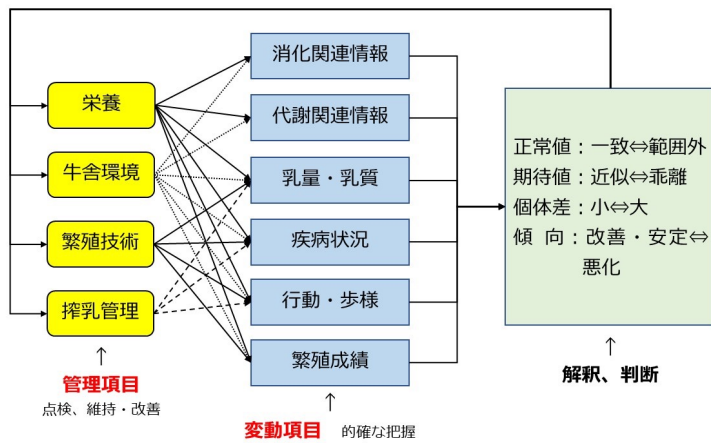 栄養
牛舎環境
繁殖技術
搾乳管理
↑
管理項目
点検、維持・改善
消化関連情報
代謝関連情報
乳量・乳質
疾病状況
行動・歩様
繁殖成績
↑
変動項目 的確な把握
正常値：一致⇔範囲外
期待値：近似⇔乖離
個体差：小⇔大
傾 向：改善・安定⇔
悪化
↑
解釈、判断